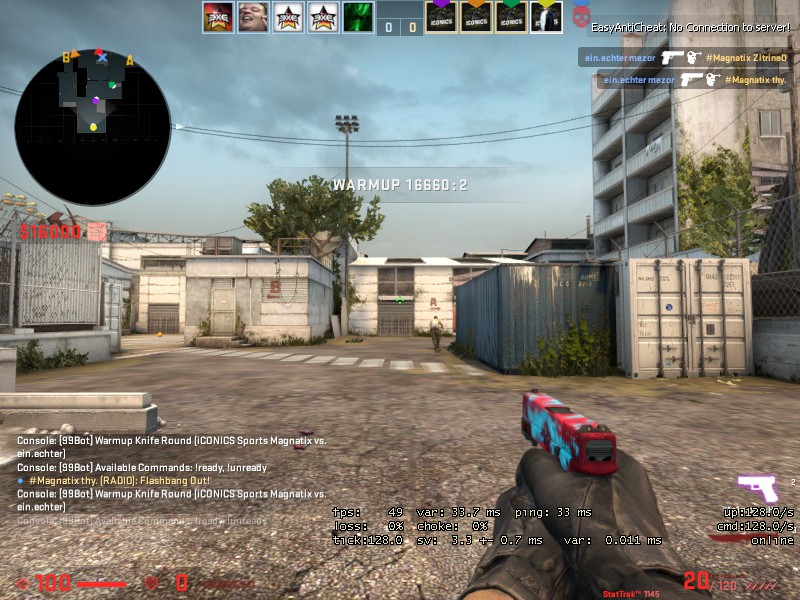 EXE
EXE
EXE
0 0
ICONICS
ICONICS
ICONICS
EasyAntiCheat: No Connection to server!
ein.echter mezor #Magnatix Zitrine0
ein.echter mezor #Magnatix thy.
B A
WARMUP 16660:2
$16000
B
A
Console: [99Bot] Warmup Knife Round (iCONICS Sports Magnatix vs.
ein.echter)
Console: [99Bot] Available Commands: !ready, !unready
#Magnatix thy. (RADIO): Flashbang Out!
Console: [99Bot] Warmup Knife Round (iCONICS Sports Magnatix vs.
ein.echter)
Console: [99Bot] Available Commands: !ready, !unready
2
fps: 49 var: 33.7 ms ping: 33 ms up:128.0/s
loss: 0% choke: 0% cmd:128.0/s
tick:128.0 sv: 3.3 +- 0.7 ms var: 0.011 ms online
100 0
StatTrak™ 1145
20 / 120